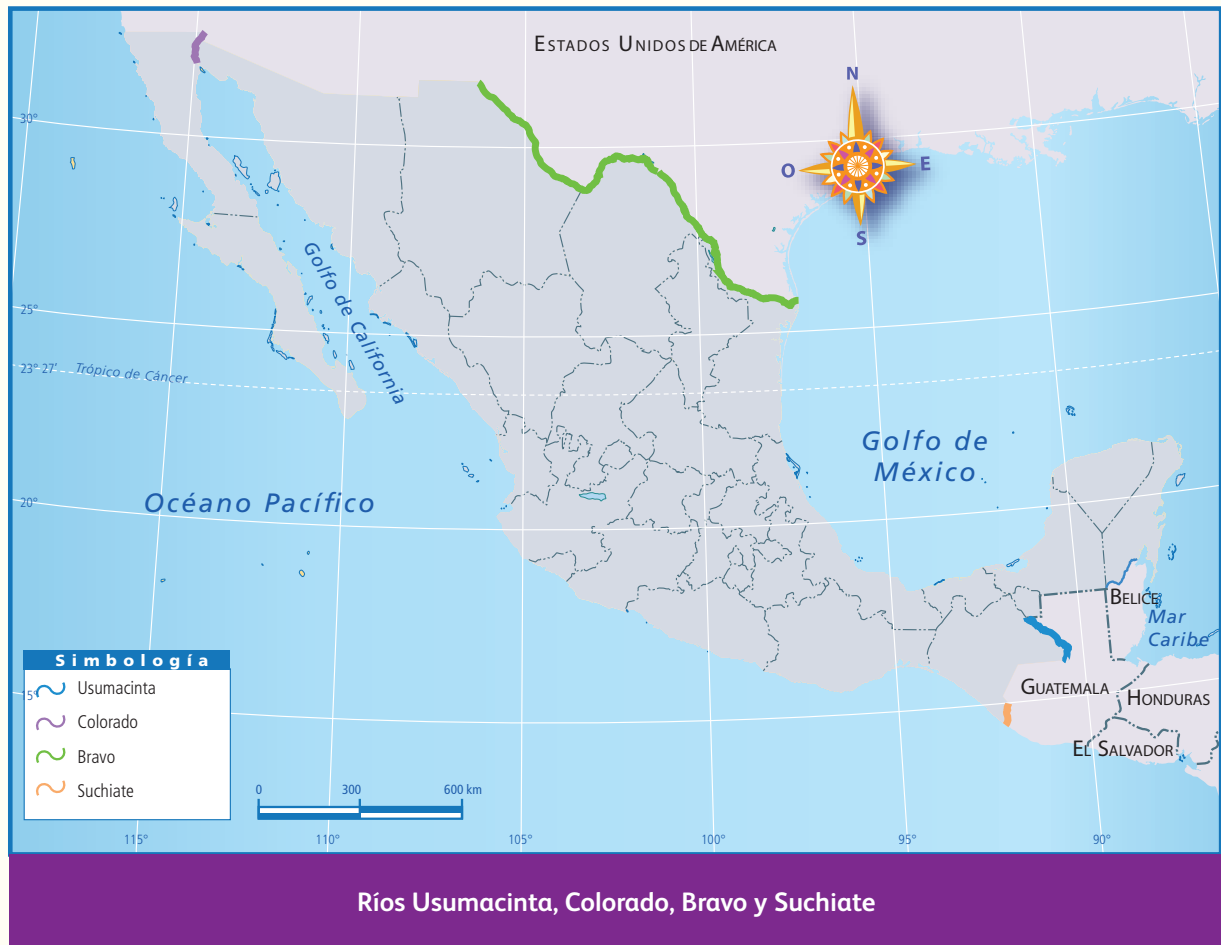 ESTADOS UNIDOS DE AMÉRICA
N
O
E
S
30°
25°
23° 27'
Trópico de Cáncer
20°
15°
Golfo de California
Golfo de
México
Océano Pacífico
BELICE
Mar
Caribe
GUATEMALA
HONDURAS
EL SALVADOR
Simbología
Usumacinta
Colorado
Bravo
Suchiate
0 300 600 km
115° 110° 105° 100° 95° 90°
Ríos Usumacinta, Colorado, Bravo y Suchiate